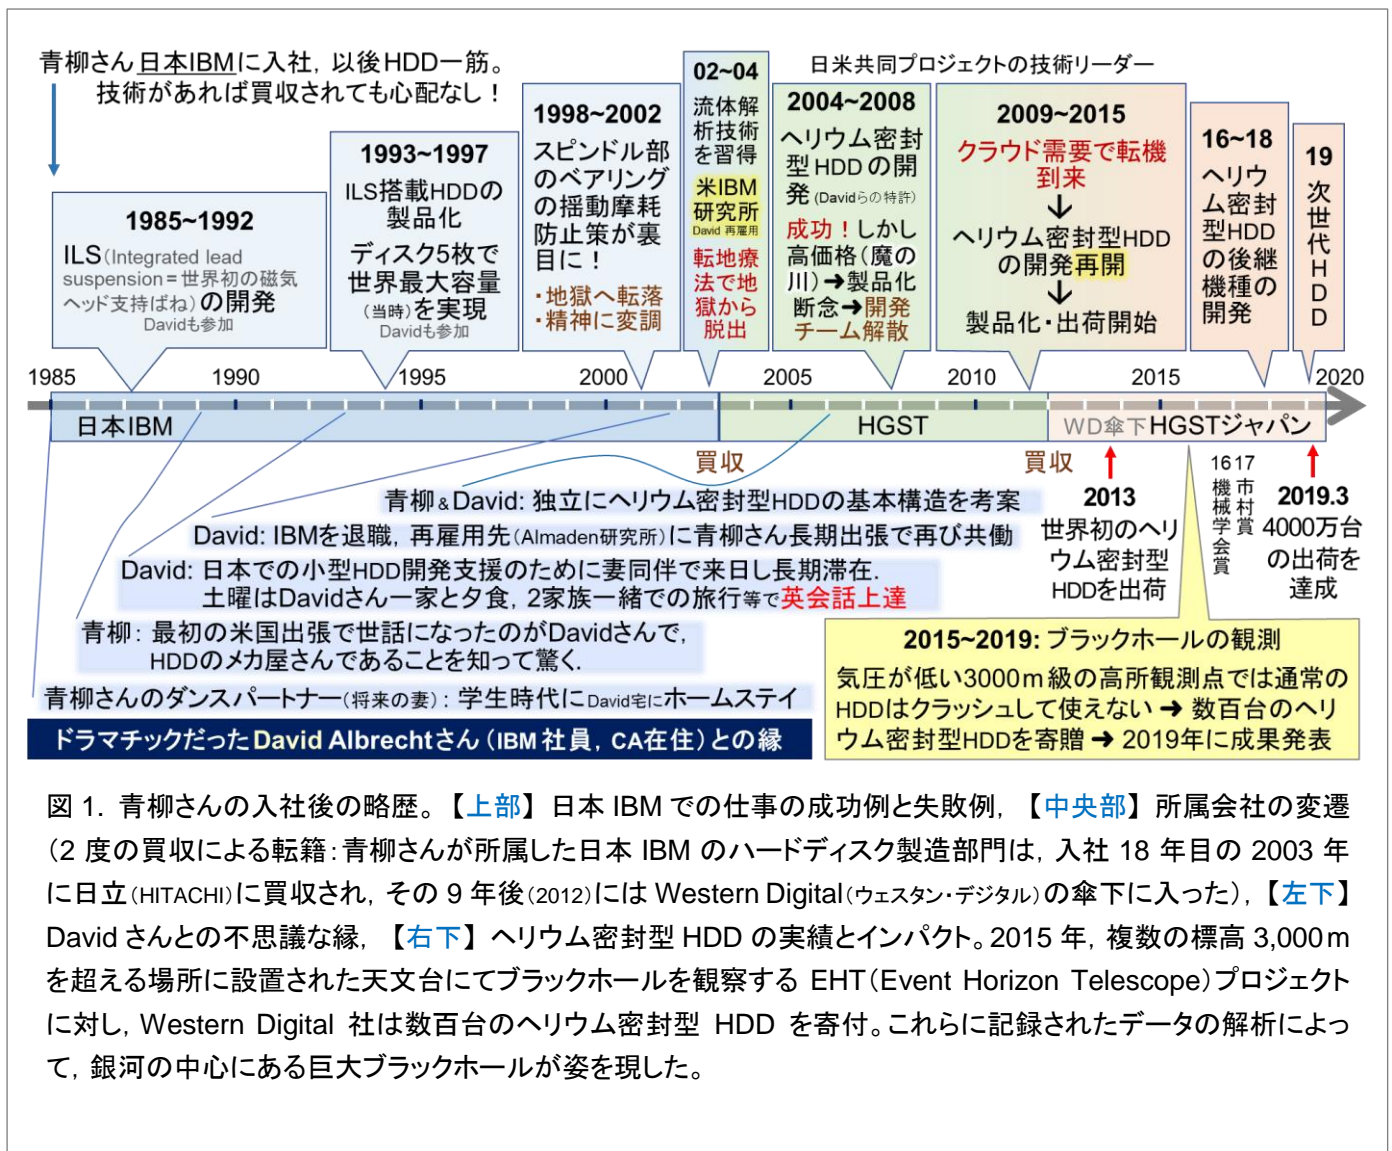 青柳さん日本IBMに入社, 以後HDD一筋。
技術があれば買収されても心配なし！
日米共同プロジェクトの技術リーダー
1985~1992
ILS(Integrated lead
suspension=世界初の磁気
ヘッド支持ばね)の開発
Davidも参加
1993~1997
ILS搭載HDDの
製品化
ディスク5枚で
世界最大容量
(当時)を実現
Davidも参加
1998~2002
スピンドル部
のベアリング
の揺動摩耗
防止策が裏
目に！
・地獄へ転落
・精神に変調
02~04
流体解
析技術
を習得
米IBM
研究所
David 再雇用
転地療
法で地
獄から
脱出
2004~2008
ヘリウム密封
型HDDの開
発(Davidらの特許)
成功！しかし
高価格(魔の
川)➜製品化
断念➜開発
チーム解散
2009~2015
クラウド需要で転機
到来
↓
ヘリウム密封型HDD
の開発再開
↓
製品化・出荷開始
16~18
ヘリウ
ム密封
型HDD
の後継
機種の
開発
19
次世代HDD
1985 1990 1995 2000 2005 2010 2015 2020
日本IBM HGST WD傘下HGSTジャパン
買収 買収
青柳&David: 独立にヘリウム密封型HDDの基本構造を考案
David: IBMを退職, 再雇用先(Almaden研究所)に青柳さん長期出張で再び共働
David: 日本での小型HDD開発支援のために妻同伴で来日し長期滞在.
土曜はDavidさん一家と夕食, 2家族一緒での旅行等で英会話上達
青柳: 最初の米国出張で世話になったのがDavidさんで,
HDDのメカ屋さんであることを知って驚く.
青柳さんのダンスパートナー(将来の妻): 学生時代にDavid宅にホームステイ
ドラマチックだったDavid Albrechtさん(IBM社員, CA在住)との縁
2013
世界初のヘリ
ウム密封型
HDDを出荷
16機械学会賞
17市村賞
2019.3
4000万台
の出荷を
達成
2015~2019: ブラックホールの観測
気圧が低い3000m級の高所観測点では通常の
HDDはクラッシュして使えない ➜ 数百台のヘリ
ウム密封型HDDを寄贈 ➜ 2019年に成果発表
図 1. 青柳さんの入社後の略歴。【上部】 日本 IBM での仕事の成功例と失敗例, 【中央部】 所属会社の変遷
(2 度の買収による転籍:青柳さんが所属した日本 IBM のハードディスク製造部門は, 入社 18 年目の 2003 年
に日立(HITACHI)に買収され, その 9 年後(2012)には Western Digital(ウェスタン・デジタル)の傘下に入った), 【左下】
David さんとの不思議な縁, 【右下】 ヘリウム密封型 HDD の実績とインパクト。2015 年, 複数の標高 3,000m
を超える場所に設置された天文台にてブラックホールを観察する EHT(Event Horizon Telescope)プロジェクト
に対し, Western Digital 社は数百台のヘリウム密封型 HDD を寄付。これらに記録されたデータの解析によっ
て, 銀河の中心にある巨大ブラックホールが姿を現した。